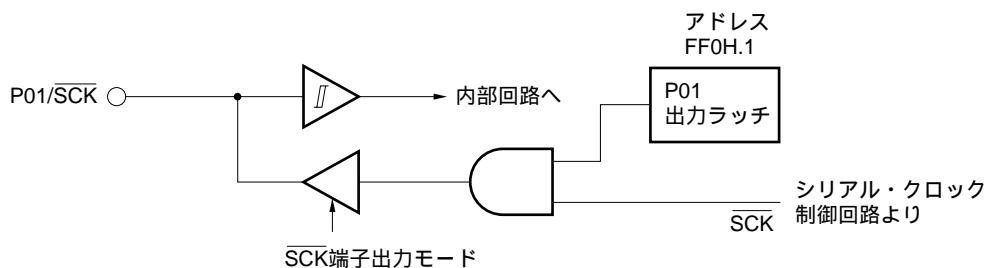 アドレス
FF0H.1
P01/SCK
内部回路へ
P01
出力ラッチ
シリアル・クロック
制御回路より
SCK
SCK端子出力モード